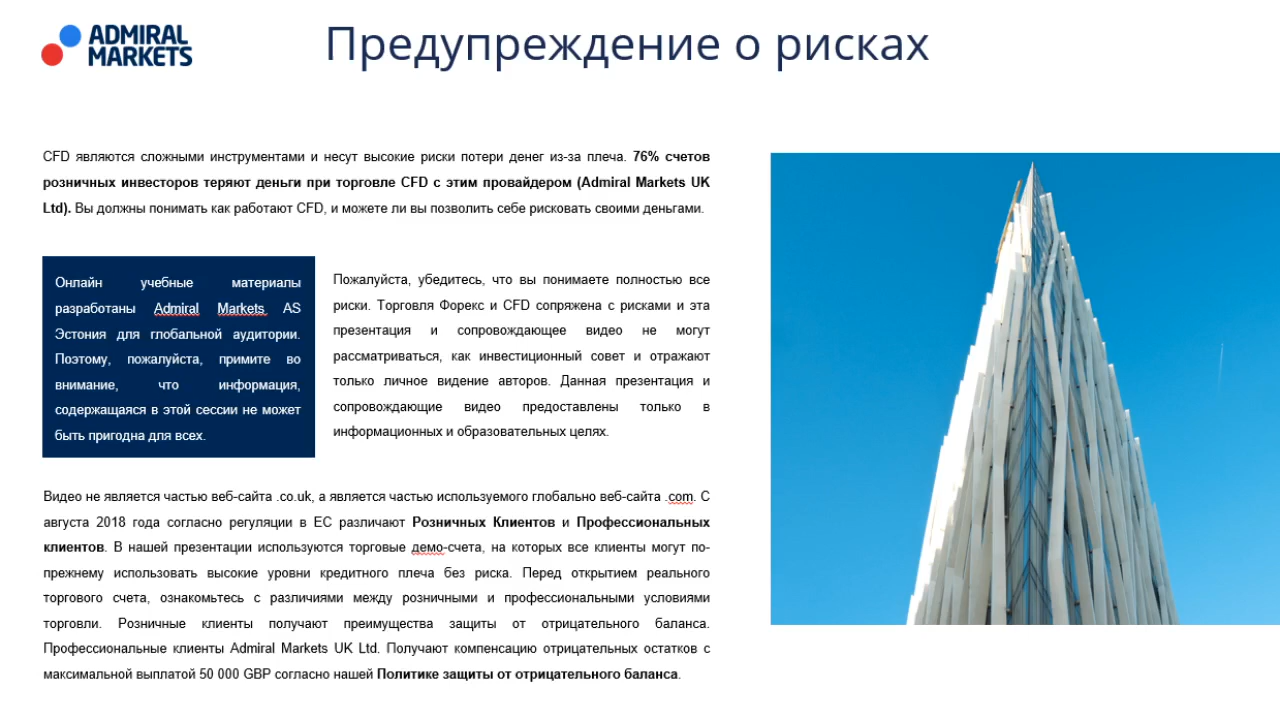 ADMIRAL
MARKETS
Предупреждение о рисках
CFD являются сложными инструментами и несут высокие риски потери денег из-за плеча. 76% счетов
розничных инвесторов теряют деньги при торговле CFD с этим провайдером (Admiral Markets UK
Ltd). Вы должны понимать как работают CFD, и можете ли вы позволить себе рисковать своими деньгами.
Онлайн учебные материалы
разработаны Admiral Markets AS
Эстония для глобальной аудитории.
Поэтому, пожалуйста, примите во
внимание, что информация,
содержащаяся в этой сессии не может
быть пригодна для всех.
Пожалуйста, убедитесь, что вы понимаете полностью все
риски. Торговля Форекс и CFD сопряжена с рисками и эта
презентация и сопровождающее видео не могут
рассматриваться, как инвестиционный совет и отражают
только личное видение авторов. Данная презентация и
сопровождающие видео предоставлены только в
информационных и образовательных целях.
Видео не является частью веб-сайта .co.uk, а является частью используемого глобально веб-сайта .com. С
августа 2018 года согласно регуляции в ЕС различают Розничных Клиентов и Профессиональных
клиентов. В нашей презентации используются торговые демо-счета, на которых все клиенты могут по-
прежнему использовать высокие уровни кредитного плеча без риска. Перед открытием реального
торгового счета, ознакомьтесь с различиями между розничными и профессиональными условиями
торговли. Розничные клиенты получают преимущества защиты от отрицательного баланса.
Профессиональные клиенты Admiral Markets UK Ltd. Получают компенсацию отрицательных остатков с
максимальной выплатой 50 000 GBP согласно нашей Политике защиты от отрицательного баланса.